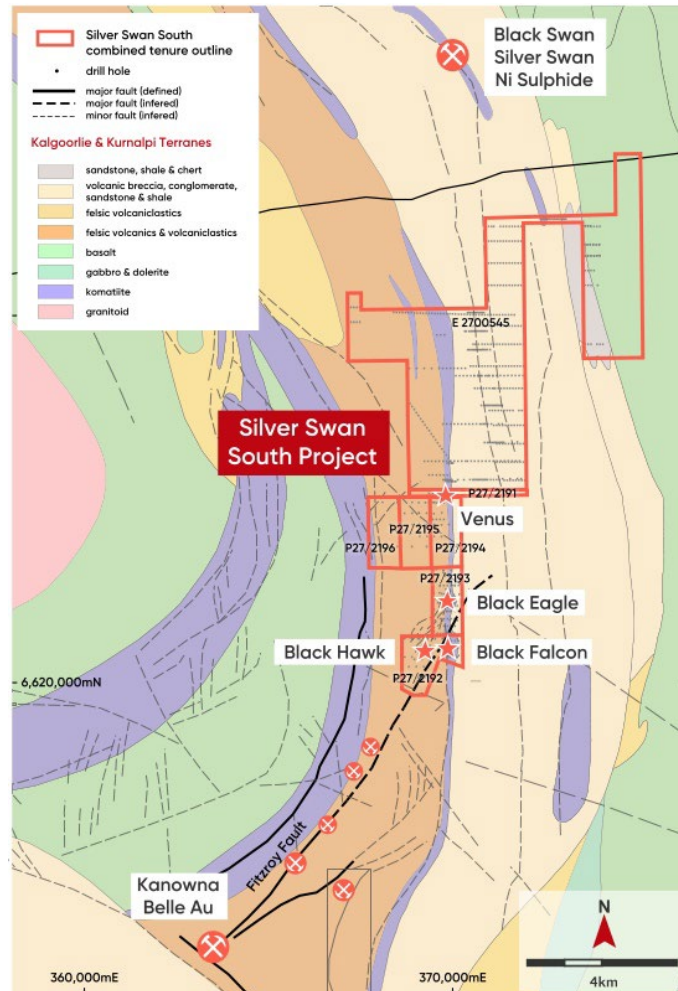 Silver Swan South
combined tenure outline
drill hole
major fault (defined)
major fault (infered)
minor fault (infered)
Kalgoorlie & Kurnalpi Terranes
sandstone, shale & chert
volcanic breccia, conglomerate,
sandstone & shale
felsic volcaniclastics
felsic volcanics & volcaniclastics
basalt
gabbro & dolerite
komatiite
granitoid
Black Swan
Silver Swan
Ni Sulphide
E 2700545
Silver Swan
South Project
P27/2191
Venus
P27/2195
P27/2196
P27/2194
P27/2193
Black Eagle
Black Hawk
Black Falcon
P27/2192
6,620,000mN
Fitzroy Fault
Kanowna
Belle Au
N
4km
360,000mE
370,000mE